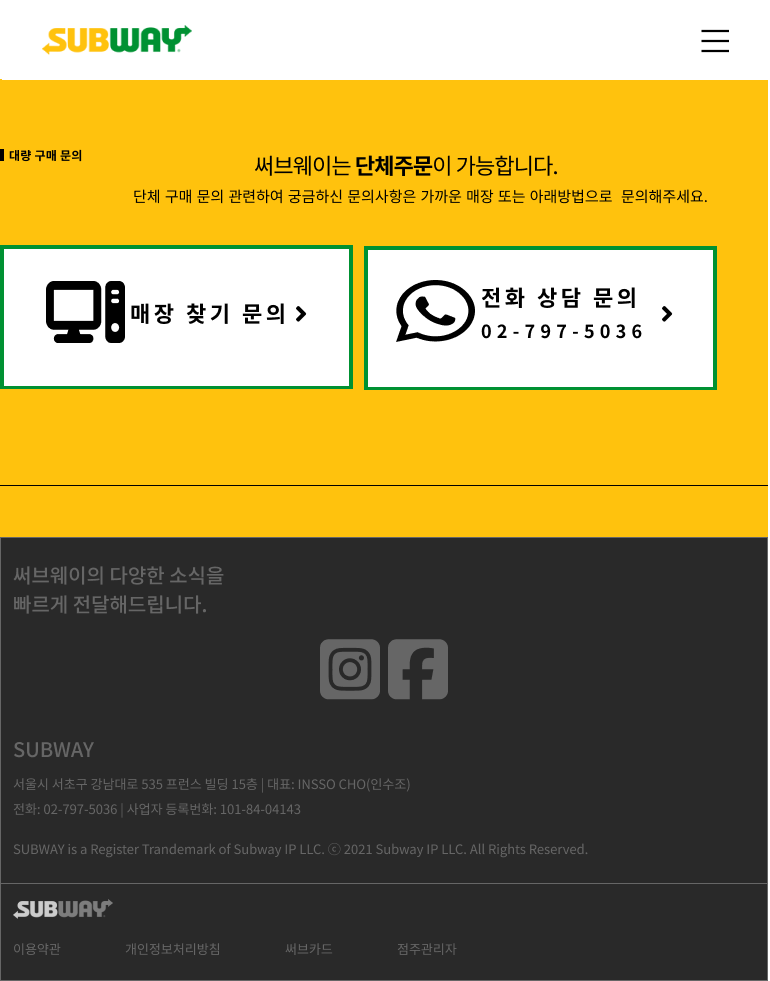 SUBWAY
대량 구매 문의
써브웨이는 단체주문이 가능합니다.
단체 구매 문의 관련하여 궁금하신 문의사항은 가까운 매장 또는 아래방법으로 문의해주세요.
매장 찾기 문의
전화 상담 문의
02-797-5036
써브웨이의 다양한 소식을
빠르게 전달해드립니다.
SUBWAY
서울시 서초구 강남대로 535 프런스 빌딩 15층 | 대표: INSSO CHO(인수조)
전화: 02-797-5036 | 사업자 등록번화: 101-84-04143
SUBWAY is a Register Trandemark of Subway IP LLC. ⓒ 2021 Subway IP LLC. All Rights Reserved.
SUBWAY
이용약관 개인정보처리방침 써브카드 점주관리자